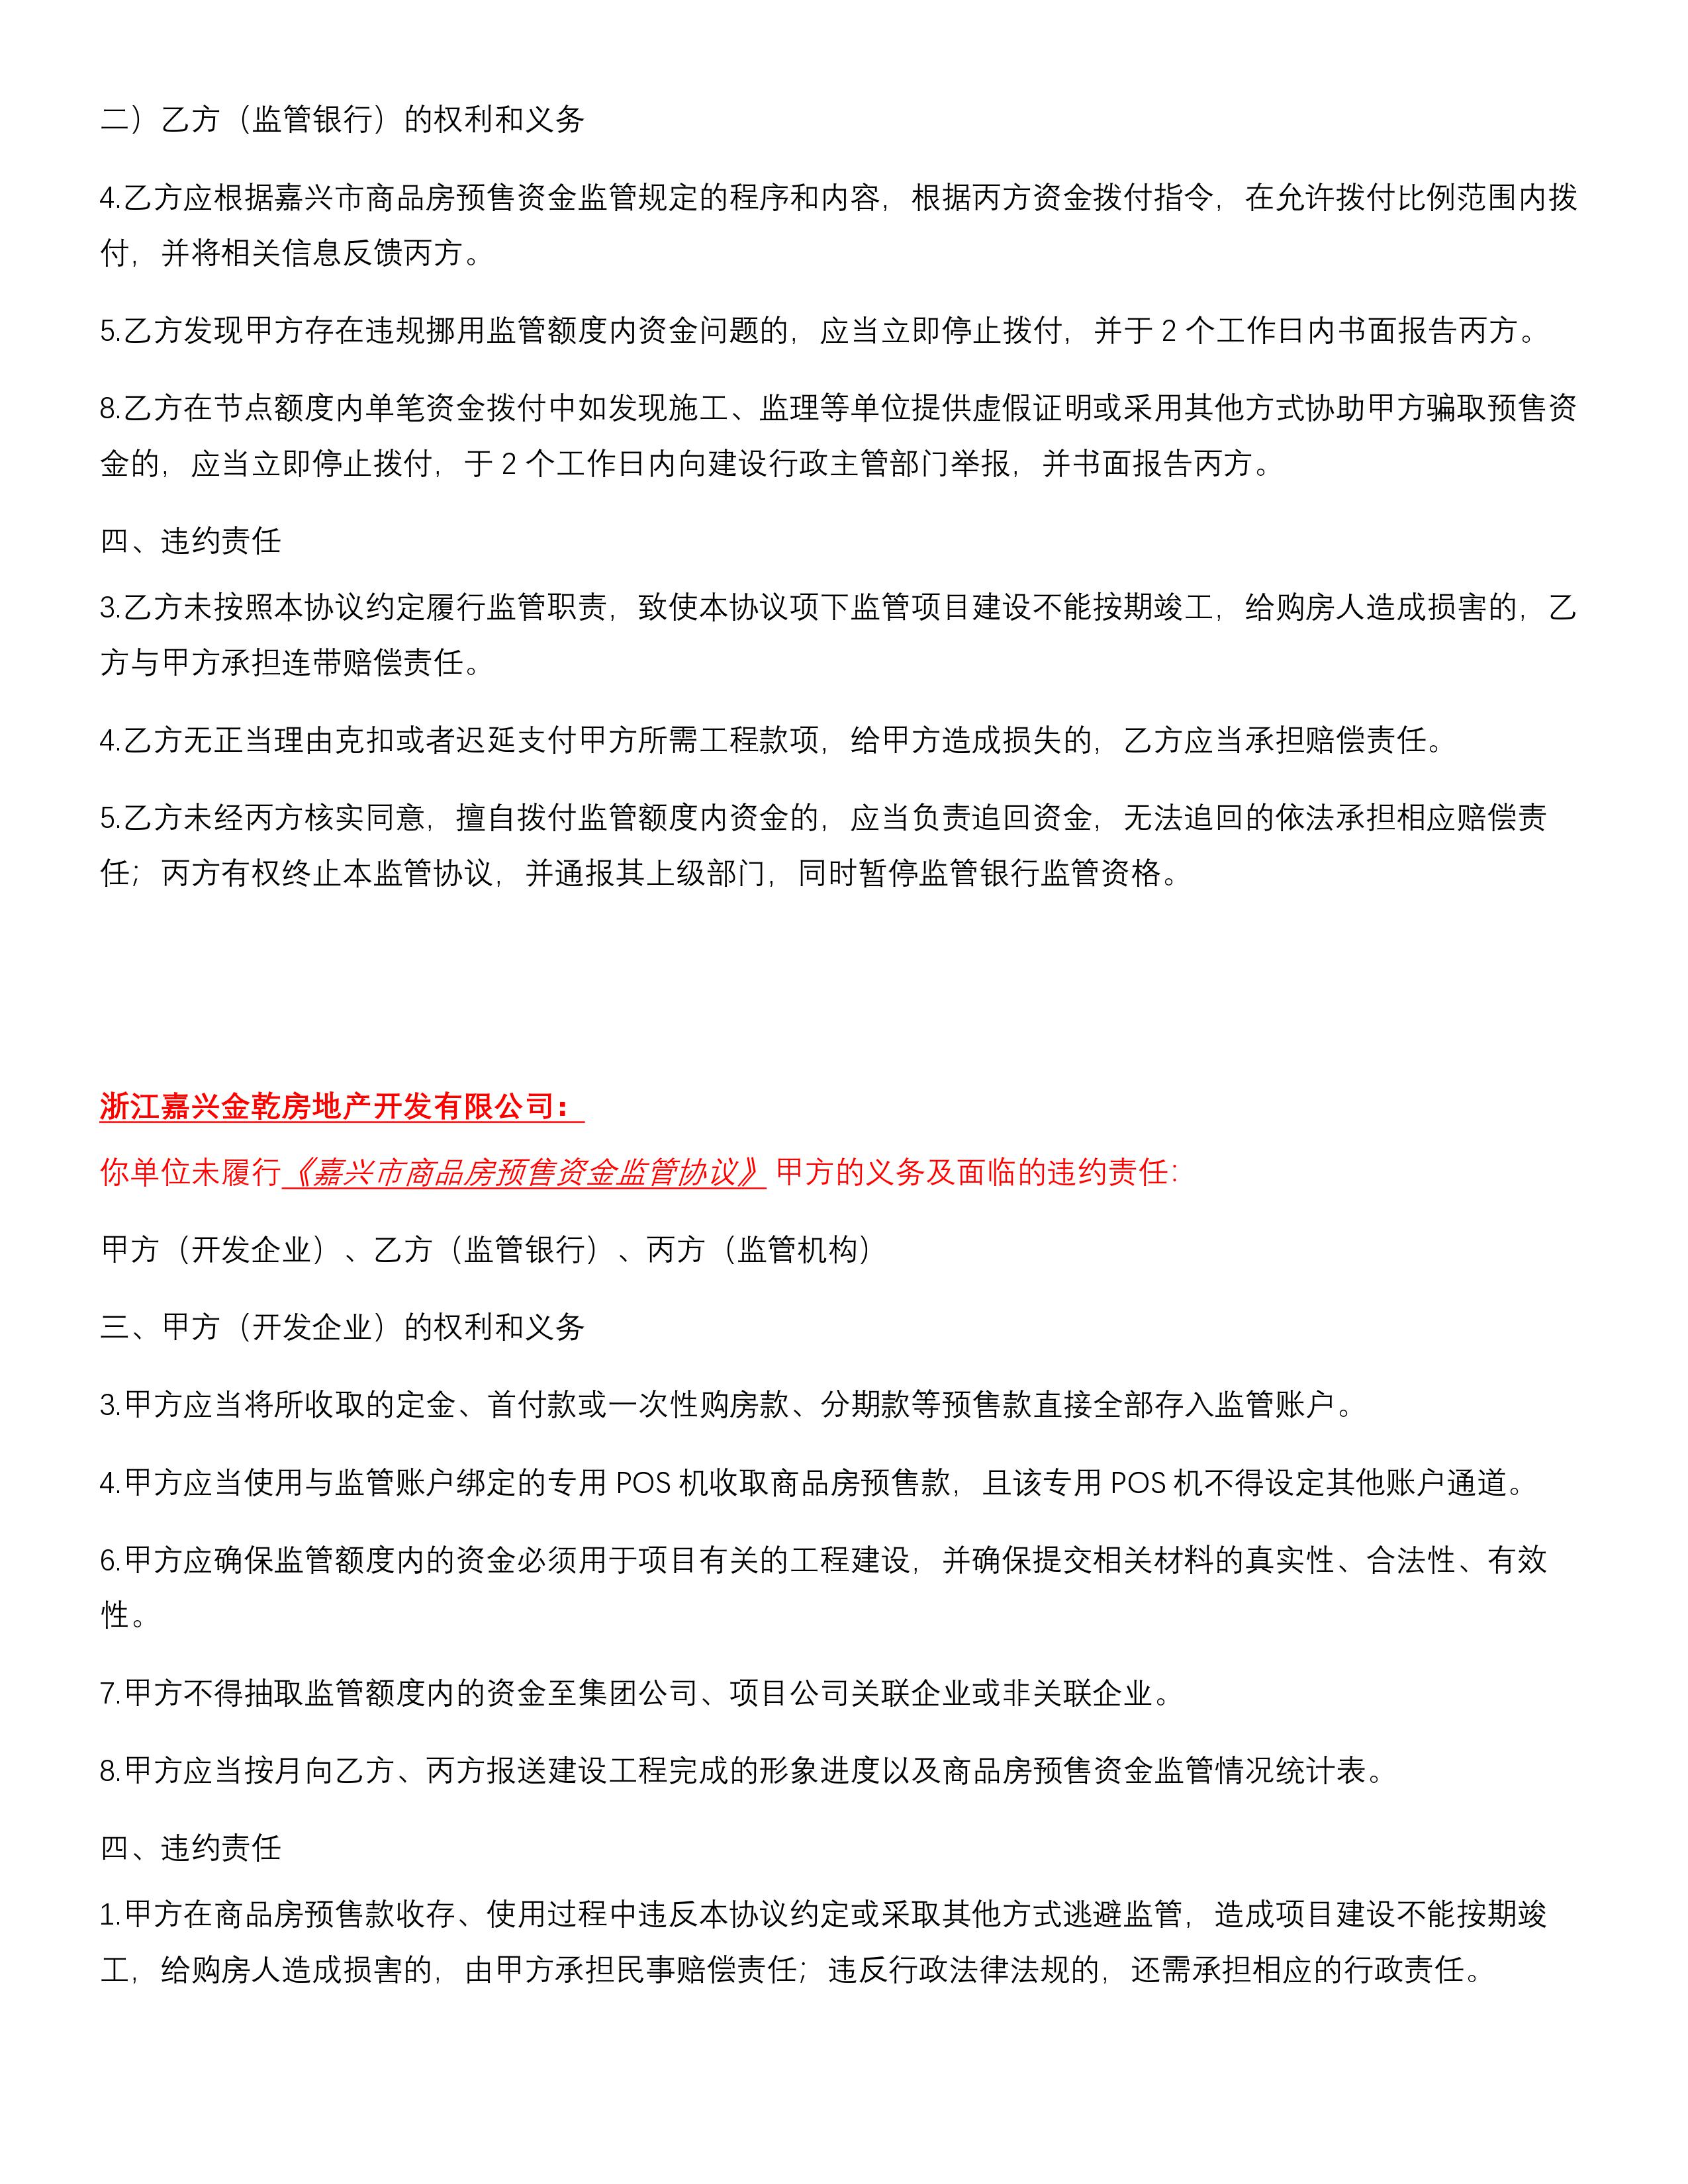 二）乙方（监管银行）的权利和义务
4.乙方应根据嘉兴市商品房预售资金监管规定的程序和内容，根据丙方资金拨付指令，在允许拨付比例范围内拨
付，并将相关信息反馈丙方。
5.乙方发现甲方存在违规挪用监管额度内资金问题的，应当立即停止拨付，并于 2 个工作日内书面报告丙方。
8.乙方在节点额度内单笔资金拨付中如发现施工、监理等单位提供虚假证明或采用其他方式协助甲方骗取预售资
金的，应当立即停止拨付，于 2 个工作日内向建设行政主管部门举报，并书面报告丙方。
四、违约责任
3.乙方未按照本协议约定履行监管职责，致使本协议项下监管项目建设不能按期竣工，给购房人造成损害的，乙
方与甲方承担连带赔偿责任。
4.乙方无正当理由克扣或者迟延支付甲方所需工程款项，给甲方造成损失的，乙方应当承担赔偿责任。
5.乙方未经丙方核实同意，擅自拨付监管额度内资金的，应当负责追回资金，无法追回的依法承担相应赔偿责
任；丙方有权终止本监管协议，并通报其上级部门，同时暂停监管银行监管资格。
浙江嘉兴金乾房地产开发有限公司：
你单位未履行《嘉兴市商品房预售资金监管协议》 甲方的义务及面临的违约责任：
甲方（开发企业）、乙方（监管银行）、丙方（监管机构）
三、甲方（开发企业）的权利和义务
3.甲方应当将所收取的定金、首付款或一次性购房款、分期款等预售款直接全部存入监管账户。
4.甲方应当使用与监管账户绑定的专用 POS 机收取商品房预售款，且该专用 POS 机不得设定其他账户通道。
6.甲方应确保监管额度内的资金必须用于项目有关的工程建设，并确保提交相关材料的真实性、合法性、有效
性。
7.甲方不得抽取监管额度内的资金至集团公司、项目公司关联企业或非关联企业。
8.甲方应当按月向乙方、丙方报送建设工程完成的形象进度以及商品房预售资金监管情况统计表。
四、违约责任
1.甲方在商品房预售款收存、使用过程中违反本协议约定或采取其他方式逃避监管，造成项目建设不能按期竣
工，给购房人造成损害的，由甲方承担民事赔偿责任；违反行政法律法规的，还需承担相应的行政责任。